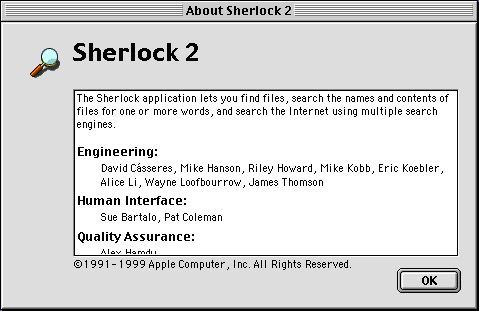 About Sherlock 2
Sherlock 2
The Sherlock application lets you find files, search the names and contents of
files for one or more words, and search the Internet using multiple search
engines.
Engineering:
David Cásseres, Mike Hanson, Riley Howard, Mike Kobb, Eric Koebler,
Alice Li, Wayne Loofbourrow, James Thomson
Human Interface:
Sue Bartalo, Pat Coleman
Quality Assurance:
©1991-1999 Apple Computer, Inc. All Rights Reserved.
OK